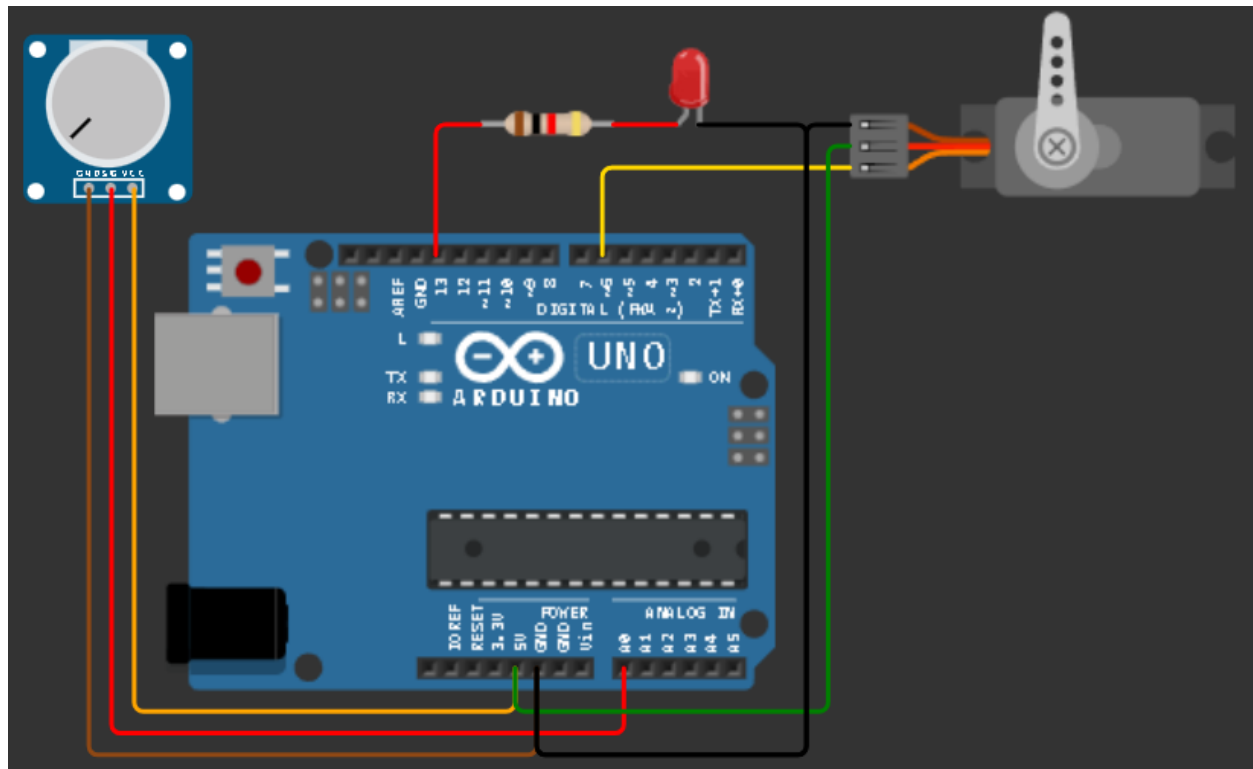 GND SIG VCC
AREF
GND
13
12
~11
~10
~9
8
7
~6
~5
4
~3
2
TX→1
RX←0
DIGITAL (PWM ~)
L
TX
RX
UNO
ON
ARDUINO
POWER
ANALOG IN
IOREF
RESET
3.3V
5V
GND
GND
Vin
A0
A1
A2
A3
A4
A5